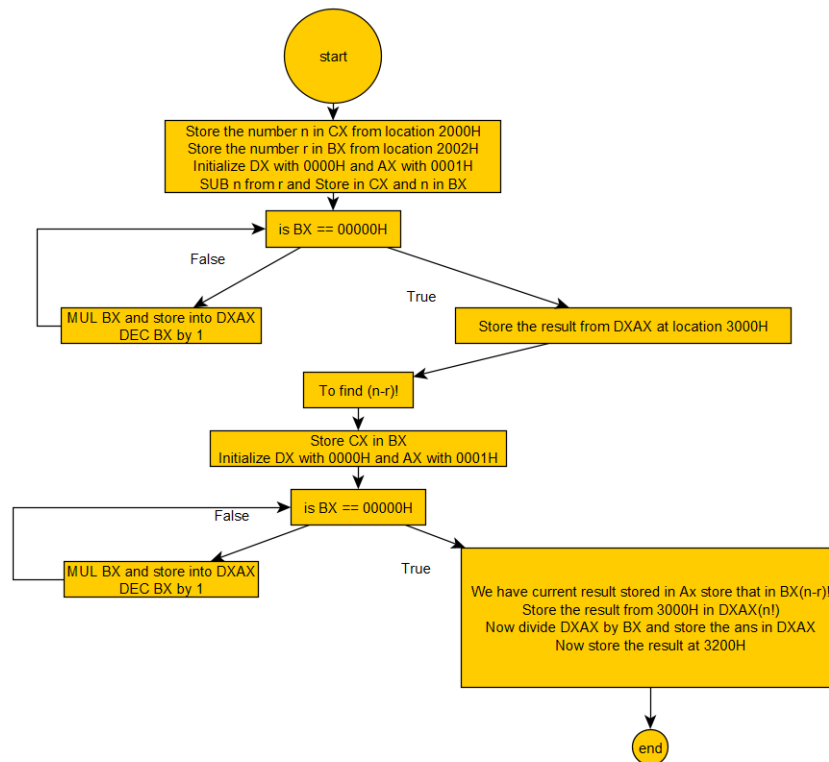 start
Store the number n in CX from location 2000H
Store the number r in BX from location 2002H
Initialize DX with 0000H and AX with 0001H
SUB n from r and Store in CX and n in BX
is BX == 00000H
False
True
MUL BX and store into DXAX
DEC BX by 1
Store the result from DXAX at location 3000H
To find (n-r)!
Store CX in BX
Initialize DX with 0000H and AX with 0001H
is BX == 00000H
False
True
MUL BX and store into DXAX
DEC BX by 1
We have current result stored in Ax store that in BX(n-r)!
Store the result from 3000H in DXAX(n!)
Now divide DXAX by BX and store the ans in DXAX
Now store the result at 3200H
end